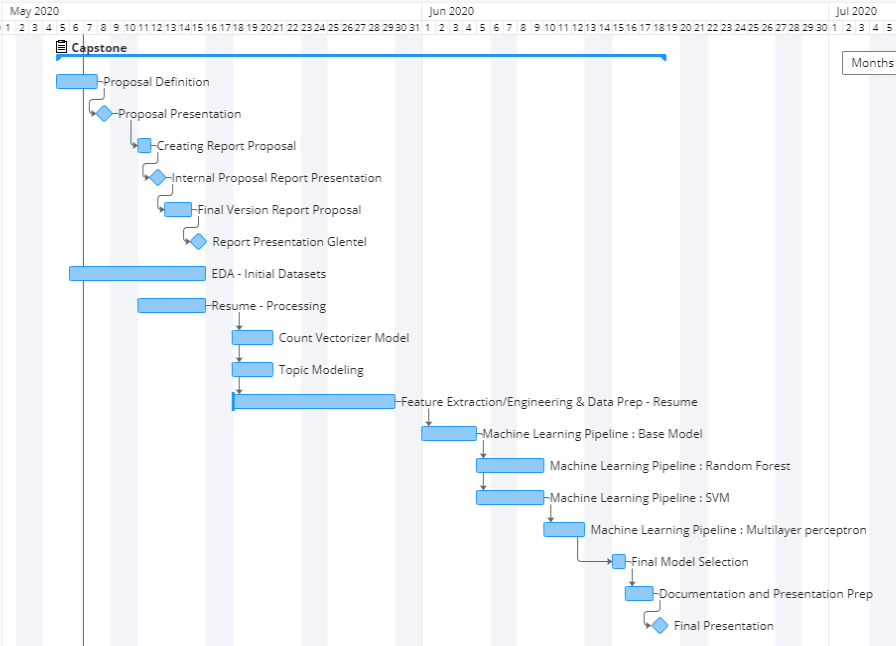 May 2020 Jun 2020 Jul 2020
1 2 3 4 5 6 7 8 9 10 11 12 13 14 15 16 17 18 19 20 21 22 23 24 25 26 27 28 29 30 31 1 2 3 4 5 6 7 8 9 10 11 12 13 14 15 16 17 18 19 20 21 22 23 24 25 26 27 28 29 30 1 2 3 4 5
Capstone
Months
Proposal Definition
Proposal Presentation
Creating Report Proposal
Internal Proposal Report Presentation
Final Version Report Proposal
Report Presentation Glentel
EDA - Initial Datasets
Resume - Processing
Count Vectorizer Model
Topic Modeling
Feature Extraction/Engineering & Data Prep - Resume
Machine Learning Pipeline : Base Model
Machine Learning Pipeline : Random Forest
Machine Learning Pipeline : SVM
Machine Learning Pipeline : Multilayer perceptron
Final Model Selection
Documentation and Presentation Prep
Final Presentation